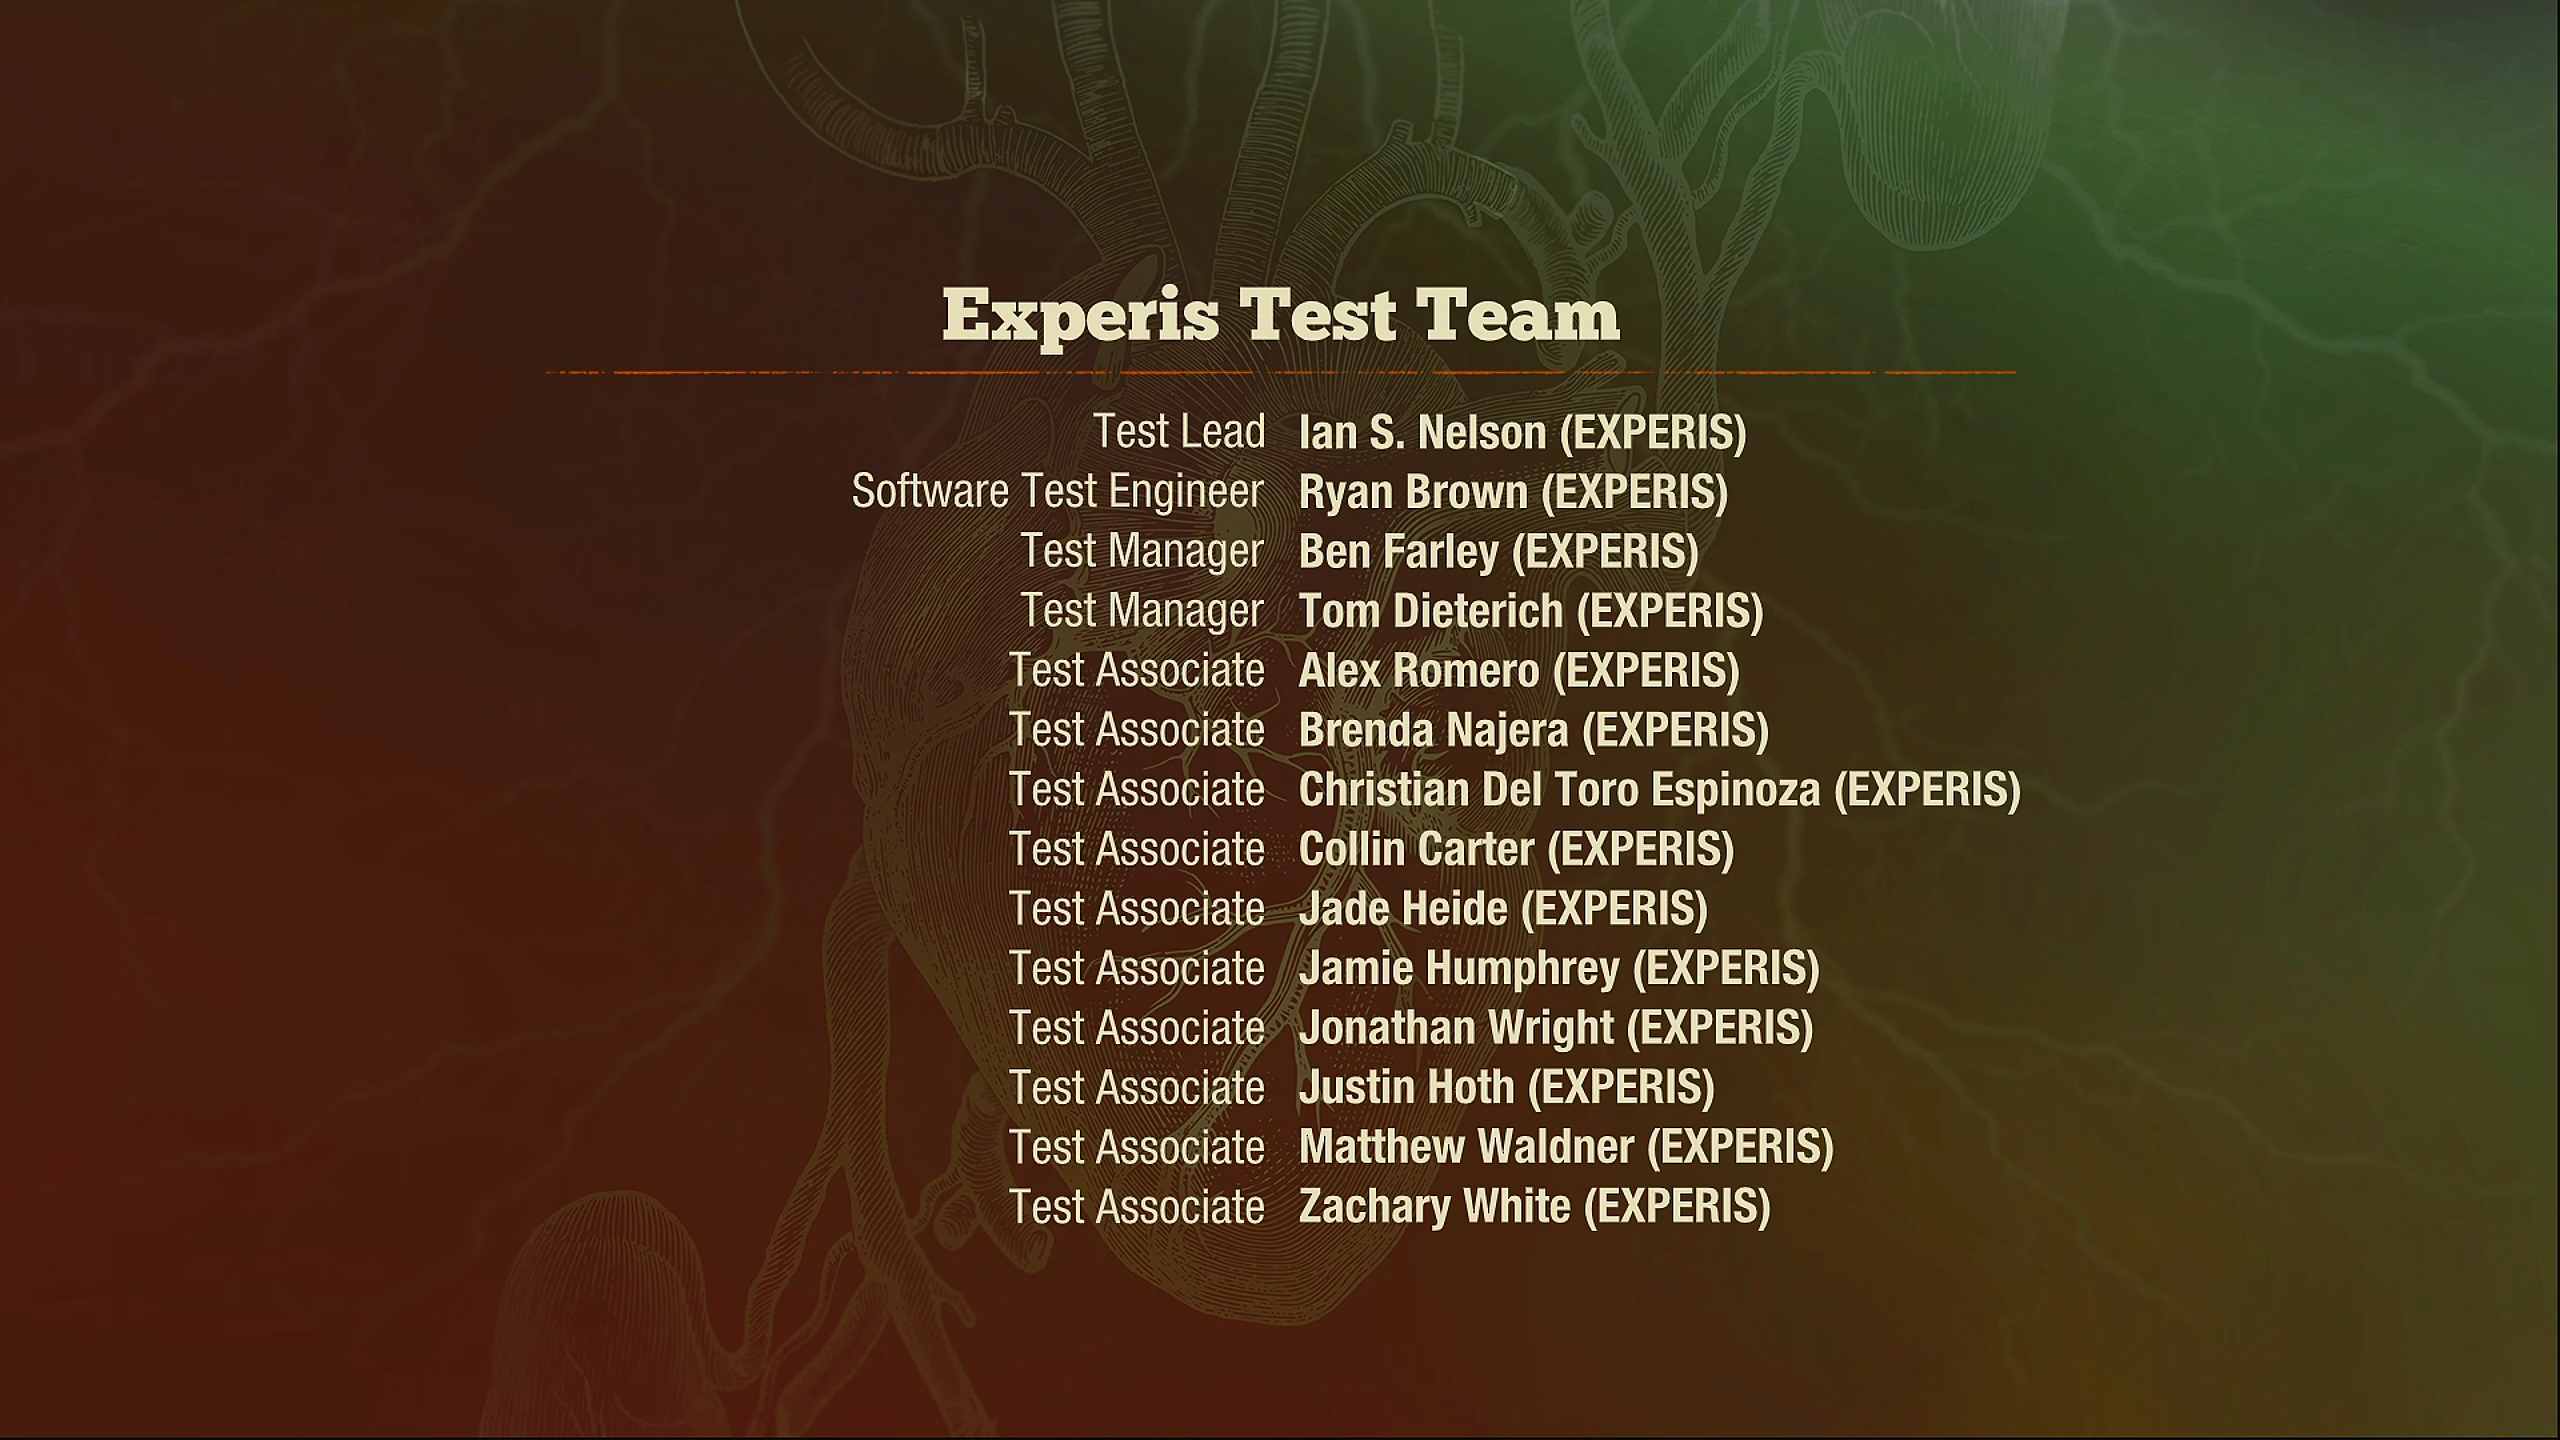 Experis Test Team
Test Lead Ian S. Nelson (EXPERIS)
Software Test Engineer Ryan Brown (EXPERIS)
Test Manager Ben Farley (EXPERIS)
Test Manager Tom Dieterich (EXPERIS)
Test Associate Alex Romero (EXPERIS)
Test Associate Brenda Najera (EXPERIS)
Test Associate Christian Del Toro Espinoza (EXPERIS)
Test Associate Collin Carter (EXPERIS)
Test Associate Jade Heide (EXPERIS)
Test Associate Jamie Humphrey (EXPERIS)
Test Associate Jonathan Wright (EXPERIS)
Test Associate Justin Hoth (EXPERIS)
Test Associate Matthew Waldner (EXPERIS)
Test Associate Zachary White (EXPERIS)